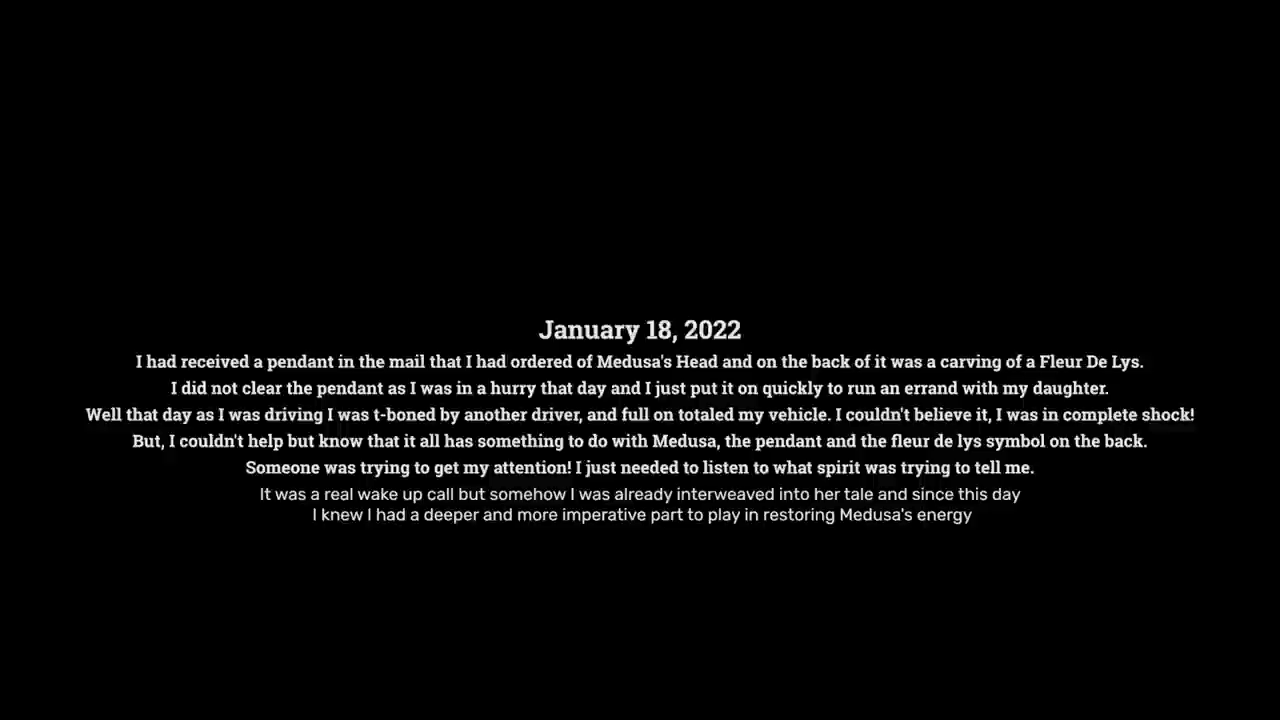 January 18, 2022
I had received a pendant in the mail that I had ordered of Medusa's Head and on the back of it was a carving of a Fleur De Lys.
I did not clear the pendant as I was in a hurry that day and I just put it on quickly to run an errand with my daughter.
Well that day as I was driving I was t-boned by another driver, and full on totaled my vehicle. I couldn't believe it, I was in complete shock!
But, I couldn't help but know that it all has something to do with Medusa, the pendant and the fleur de lys symbol on the back.
Someone was trying to get my attention! I just needed to listen to what spirit was trying to tell me.
It was a real wake up call but somehow I was already interweaved into her tale and since this day
I knew I had a deeper and more imperative part to play in restoring Medusa's energy